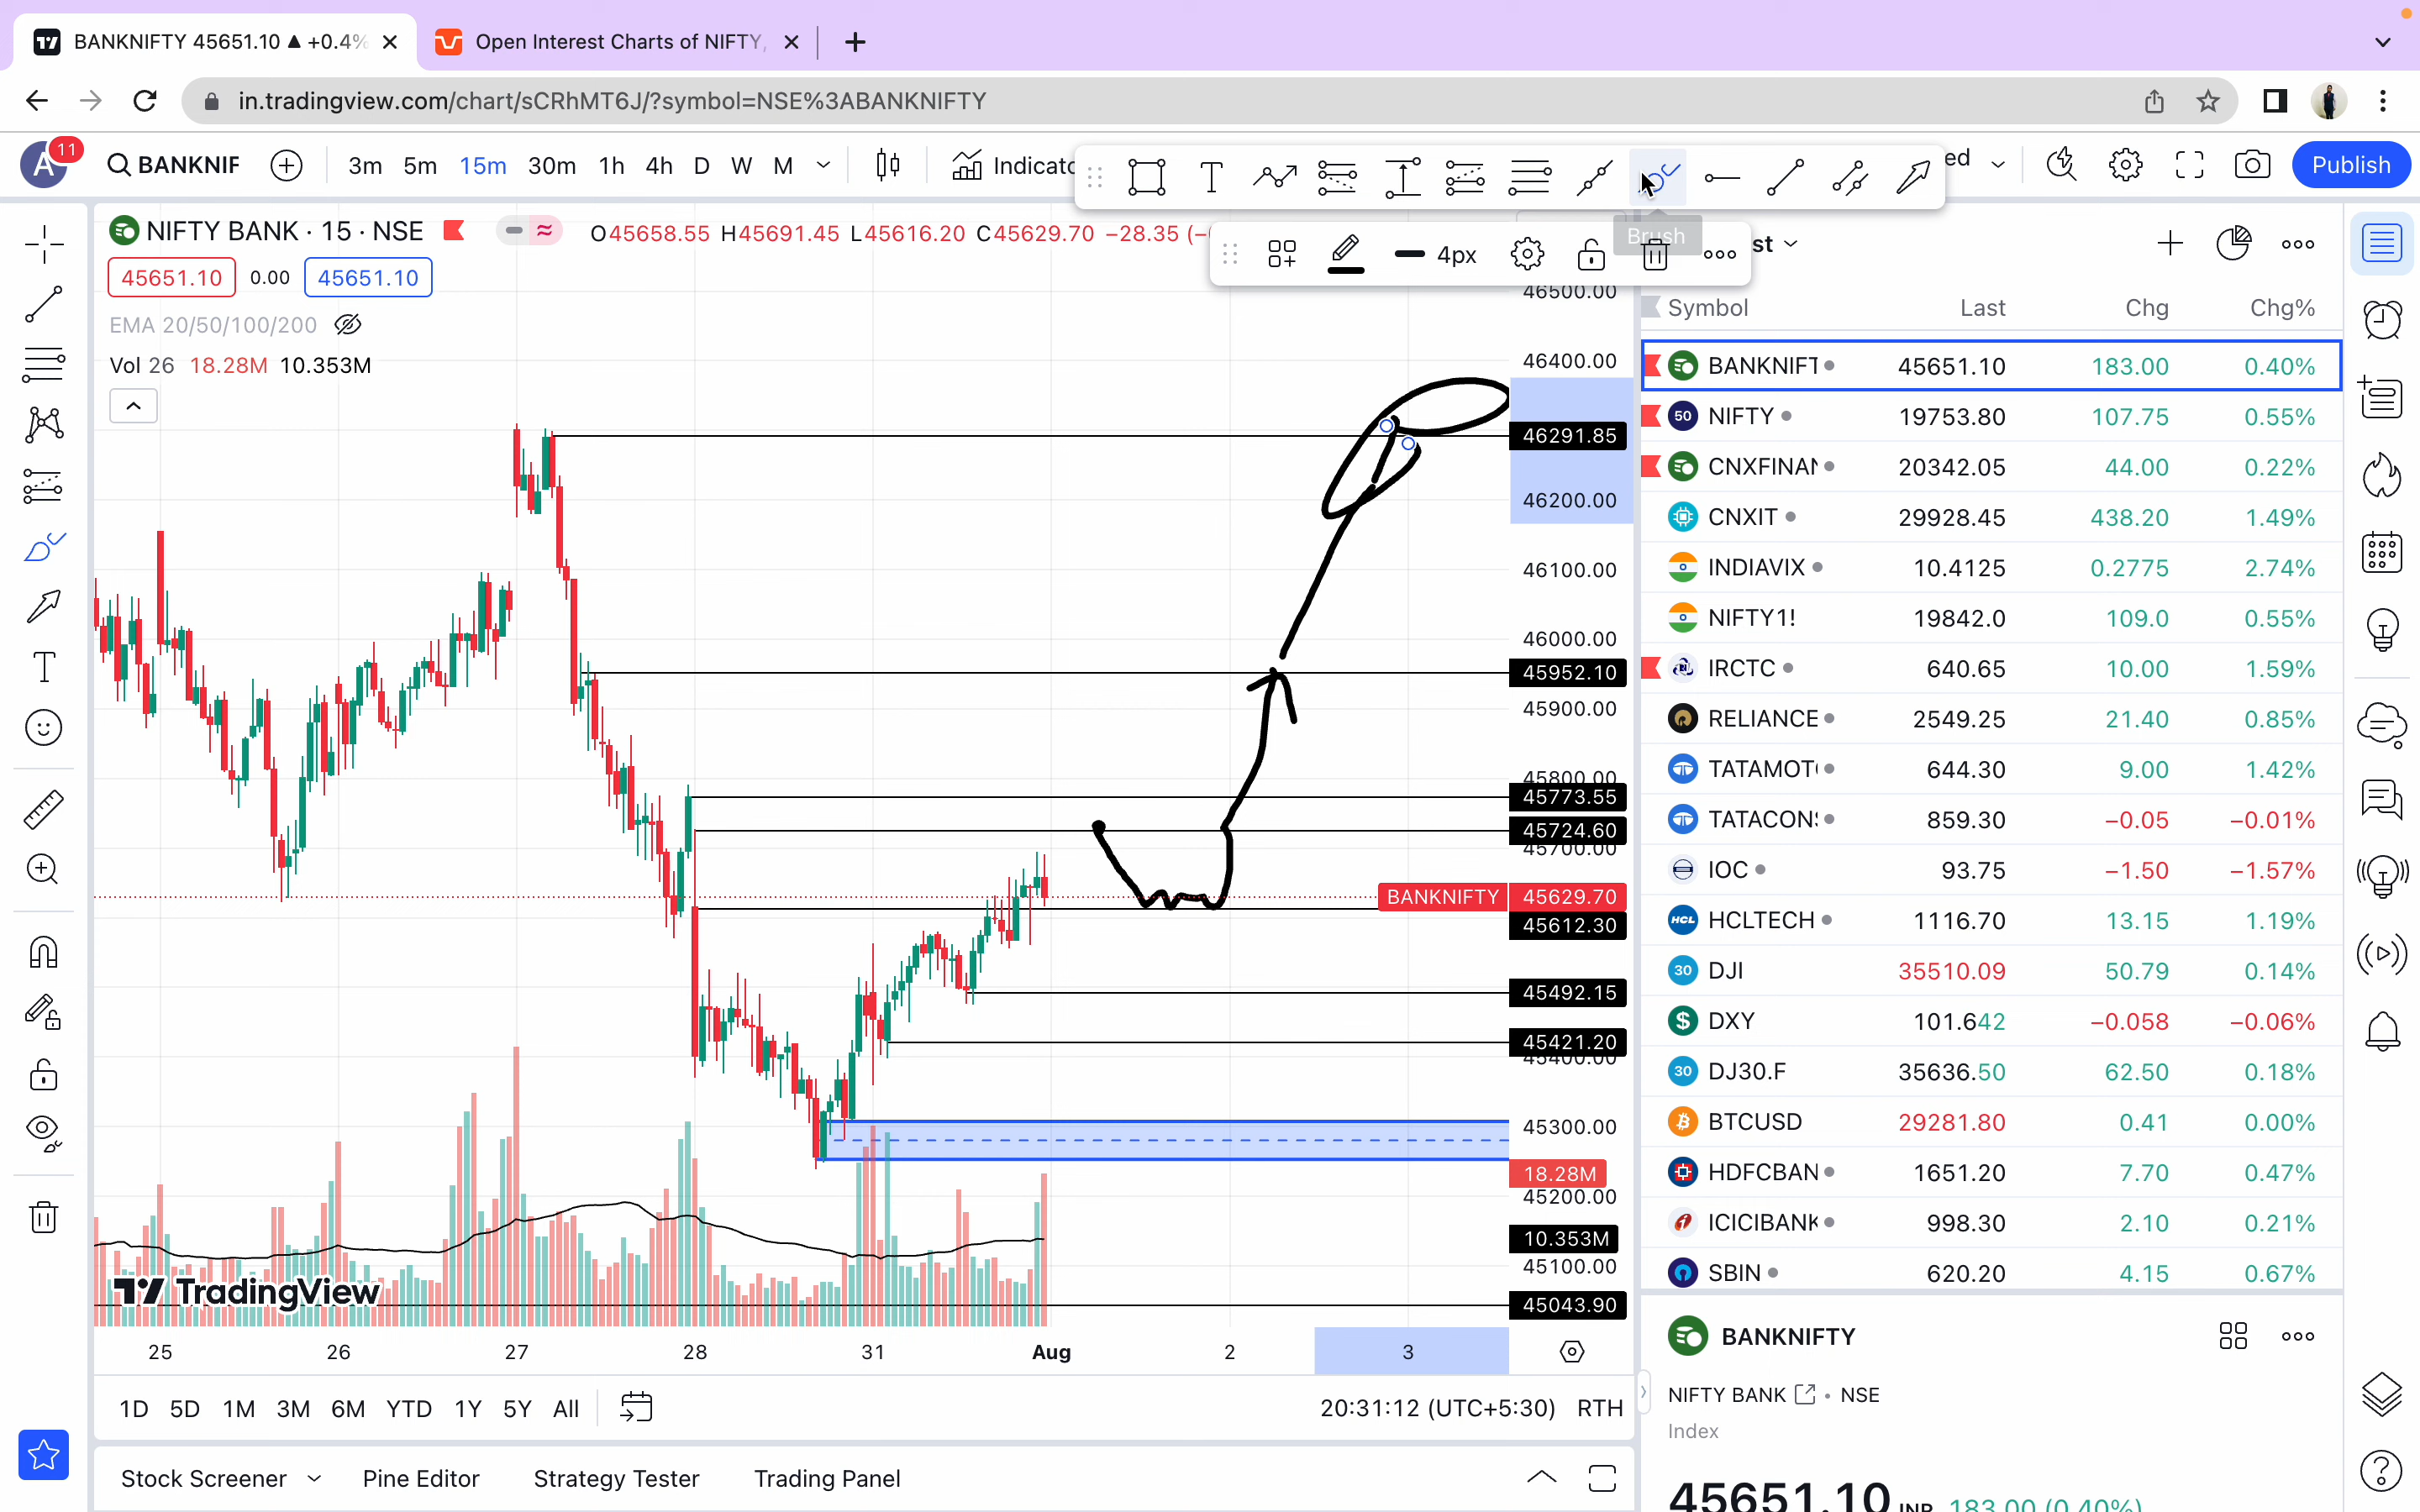 BANKNIFTY 45651.10 ▲ +0.4%
Open Interest Charts of NIFTY,
in.tradingview.com/chart/sCRhMT6J/?symbol=NSE%3ABANKNIFTY
A 11 BANKNIF 3m 5m 15m 30m 1h 4h D W M Indicato ed Publish
NIFTY BANK · 15 · NSE O45658.55 H45691.45 L45616.20 C45629.70 −28.35
4px Brush st
45651.10 0.00 45651.10
EMA 20/50/100/200
Vol 26 18.28M 10.353M
46500.00
46400.00
46291.85
46200.00
46100.00
46000.00
45952.10
45900.00
45800.00
45773.55
45724.60
45700.00
BANKNIFTY 45629.70
45612.30
45492.15
45421.20
45400.00
45300.00
18.28M
45200.00
10.353M
45100.00
45043.90
TradingView
25 26 27 28 31 Aug 2 3
1D 5D 1M 3M 6M YTD 1Y 5Y All 20:31:12 (UTC+5:30) RTH
Stock Screener Pine Editor Strategy Tester Trading Panel
Symbol Last Chg Chg%
BANKNIFT 45651.10 183.00 0.40%
50 NIFTY 19753.80 107.75 0.55%
CNXFINAN 20342.05 44.00 0.22%
CNXIT 29928.45 438.20 1.49%
INDIAVIX 10.4125 0.2775 2.74%
NIFTY1! 19842.0 109.0 0.55%
IRCTC 640.65 10.00 1.59%
RELIANCE 2549.25 21.40 0.85%
TATAMOT 644.30 9.00 1.42%
TATACONS 859.30 −0.05 −0.01%
IOC 93.75 −1.50 −1.57%
HCL HCLTECH 1116.70 13.15 1.19%
30 DJI 35510.09 50.79 0.14%
$ DXY 101.642 −0.058 −0.06%
30 DJ30.F 35636.50 62.50 0.18%
BTCUSD 29281.80 0.41 0.00%
HDFCBAN 1651.20 7.70 0.47%
ICICIBANK 998.30 2.10 0.21%
SBIN 620.20 4.15 0.67%
BANKNIFTY
NIFTY BANK • NSE
Index
45651.10 INR 183.00 (0.40%)